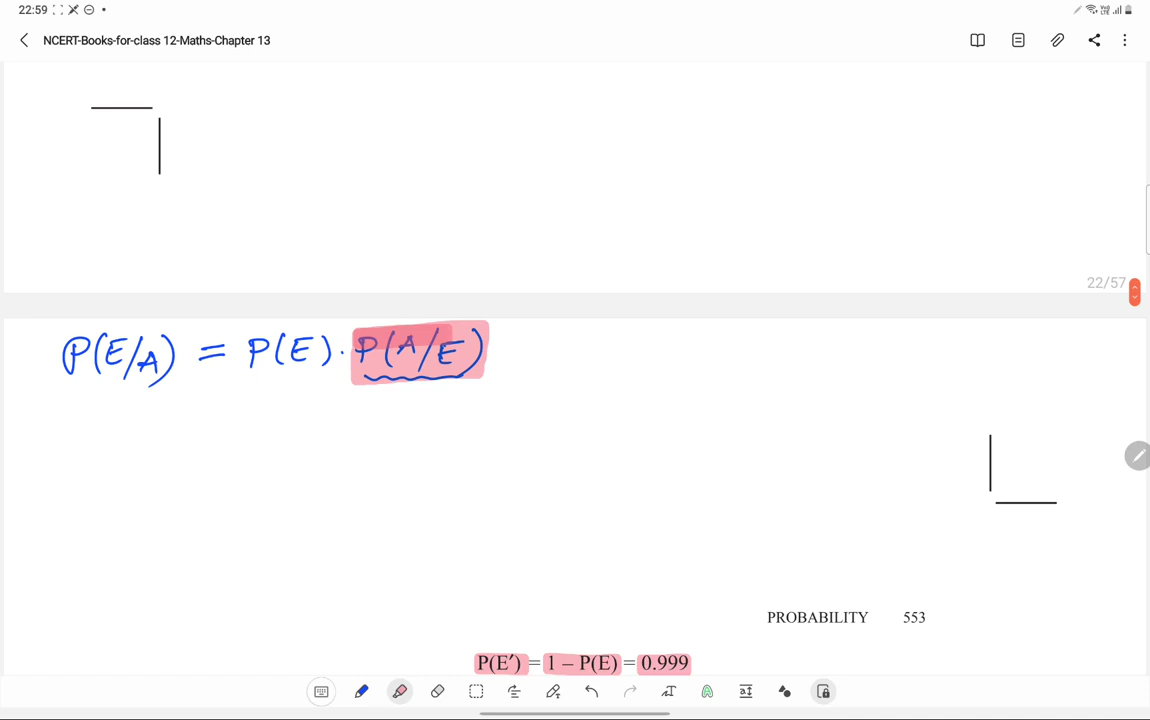 22:59
NCERT-Books-for-class 12-Maths-Chapter 13
22/57
P(E/A) = P(E) . P(A/E)
PROBABILITY 553
P(E′) = 1 – P(E) = 0.999